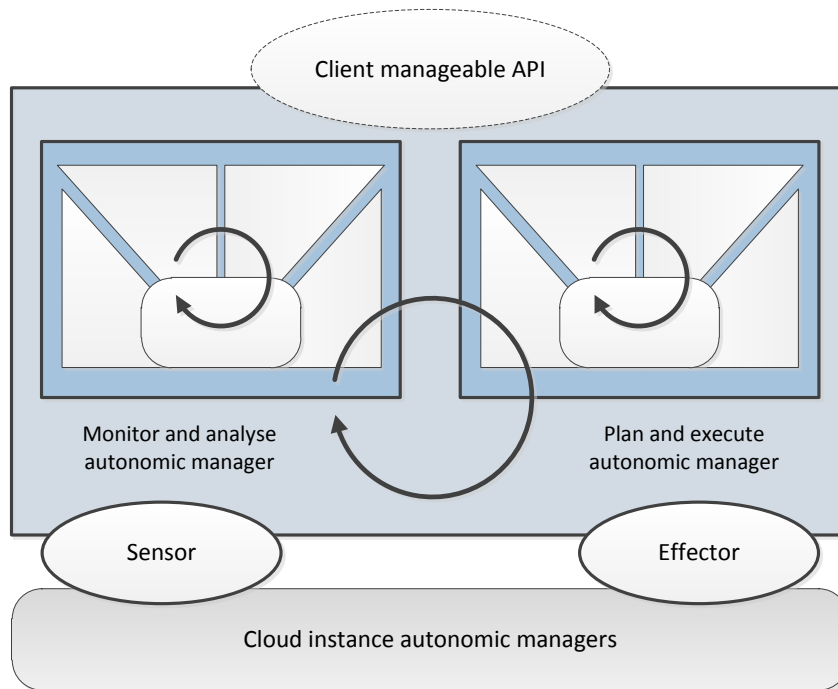 Client manageable API
Monitor and analyse
autonomic manager
Plan and execute
autonomic manager
Sensor
Effector
Cloud instance autonomic managers